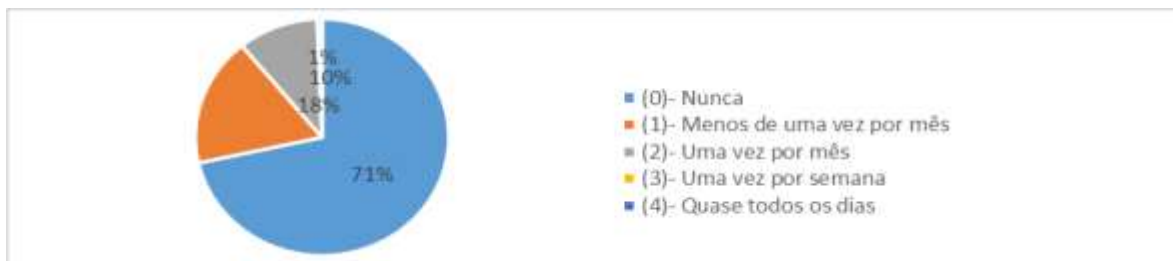 1%
10%
18%
71%
(0)- Nunca
(1)- Menos de uma vez por mês
(2)- Uma vez por mês
(3)- Uma vez por semana
(4)- Quase todos os dias